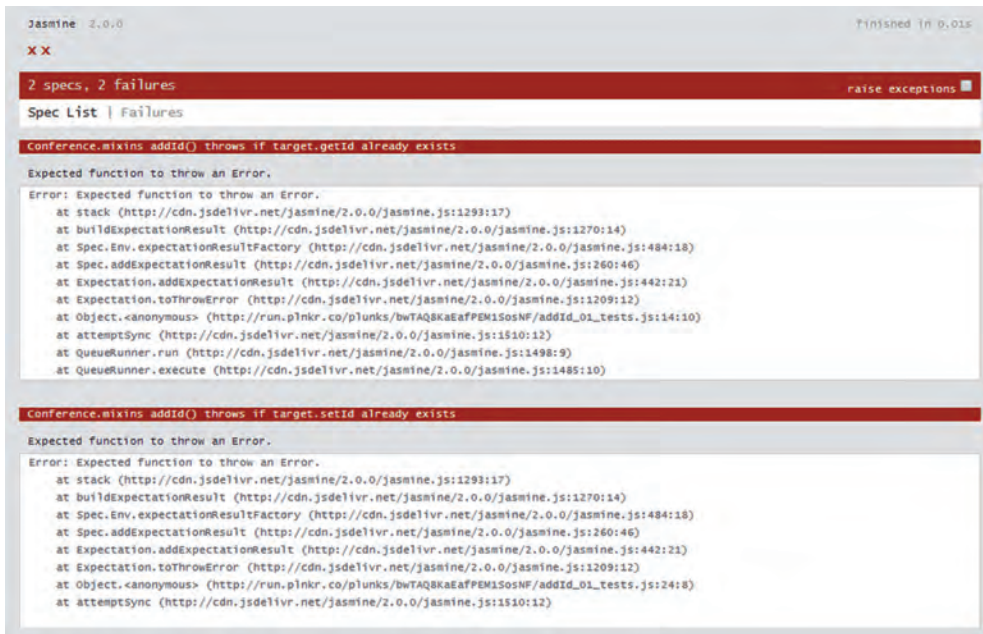 Jasmine 2.0.0 finished in 0.01s
x x
2 specs, 2 failures raise exceptions
Spec List | Failures
Conference.mixins addId() throws if target.getId already exists
Expected function to throw an Error.
Error: Expected function to throw an Error.
at stack (http://cdn.jsdelivr.net/jasmine/2.0.0/jasmine.js:1293:17)
at buildExpectationResult (http://cdn.jsdelivr.net/jasmine/2.0.0/jasmine.js:1270:14)
at Spec.Env.expectationResultFactory (http://cdn.jsdelivr.net/jasmine/2.0.0/jasmine.js:484:18)
at Spec.addExpectationResult (http://cdn.jsdelivr.net/jasmine/2.0.0/jasmine.js:260:46)
at Expectation.addExpectationResult (http://cdn.jsdelivr.net/jasmine/2.0.0/jasmine.js:442:21)
at Expectation.toThrowError (http://cdn.jsdelivr.net/jasmine/2.0.0/jasmine.js:1209:12)
at Object.<anonymous> (http://run.plnkr.co/plunks/bwTAQ8KaEafPEM1SosNF/addId_01_tests.js:14:10)
at attemptSync (http://cdn.jsdelivr.net/jasmine/2.0.0/jasmine.js:1510:12)
at QueueRunner.run (http://cdn.jsdelivr.net/jasmine/2.0.0/jasmine.js:1498:9)
at QueueRunner.execute (http://cdn.jsdelivr.net/jasmine/2.0.0/jasmine.js:1485:10)
Conference.mixins addId() throws if target.setId already exists
Expected function to throw an Error.
Error: Expected function to throw an Error.
at stack (http://cdn.jsdelivr.net/jasmine/2.0.0/jasmine.js:1293:17)
at buildExpectationResult (http://cdn.jsdelivr.net/jasmine/2.0.0/jasmine.js:1270:14)
at Spec.Env.expectationResultFactory (http://cdn.jsdelivr.net/jasmine/2.0.0/jasmine.js:484:18)
at Spec.addExpectationResult (http://cdn.jsdelivr.net/jasmine/2.0.0/jasmine.js:260:46)
at Expectation.addExpectationResult (http://cdn.jsdelivr.net/jasmine/2.0.0/jasmine.js:442:21)
at Expectation.toThrowError (http://cdn.jsdelivr.net/jasmine/2.0.0/jasmine.js:1209:12)
at Object.<anonymous> (http://run.plnkr.co/plunks/bwTAQ8KaEafPEM1SosNF/addId_01_tests.js:24:8)
at attemptSync (http://cdn.jsdelivr.net/jasmine/2.0.0/jasmine.js:1510:12)